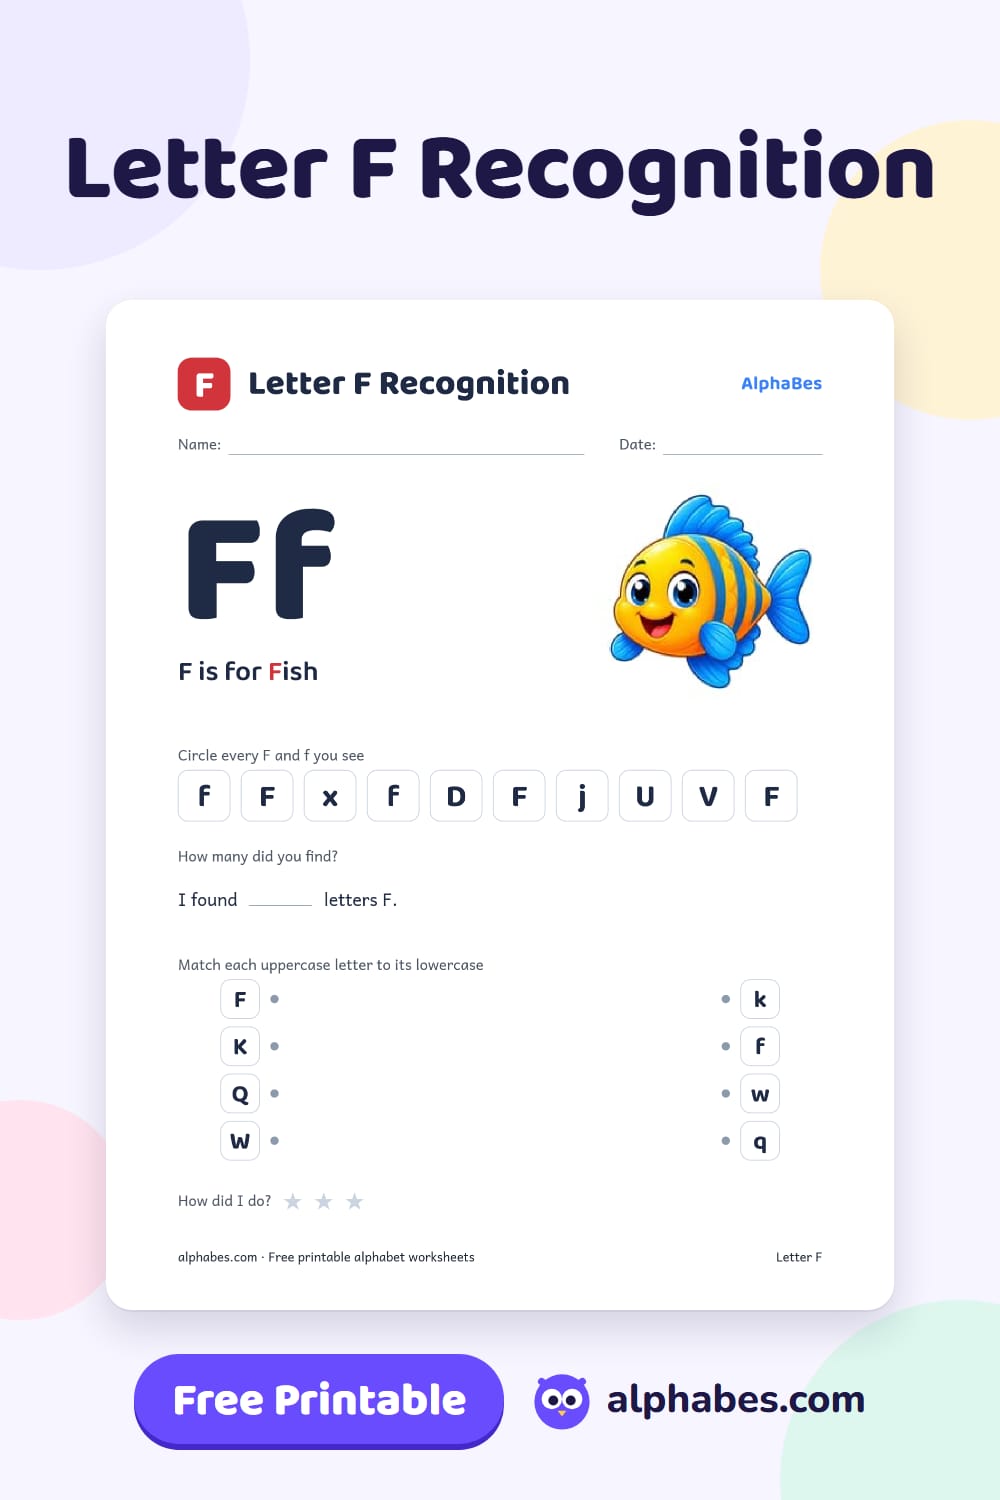 Letter F Recognition
F Letter F Recognition AlphaBes
Name: Date:
Ff
F is for Fish
Circle every F and f you see
f F x f D F j U V F
How many did you find?
I found letters F.
Match each uppercase letter to its lowercase
F k
K f
Q w
W q
How did I do?
alphabes.com · Free printable alphabet worksheets Letter F
Free Printable alphabes.com